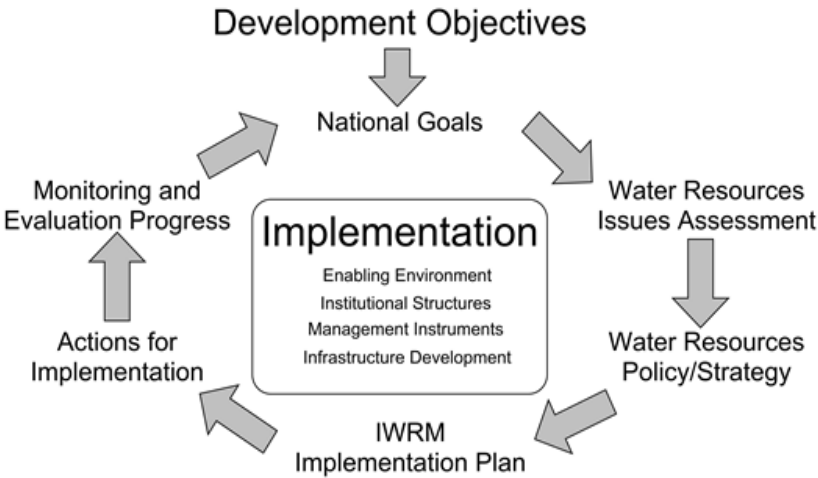 Development Objectives
National Goals
Water Resources
Issues Assessment
Water Resources
Policy/Strategy
IWRM
Implementation Plan
Actions for
Implementation
Monitoring and
Evaluation Progress
Implementation
Enabling Environment
Institutional Structures
Management Instruments
Infrastructure Development